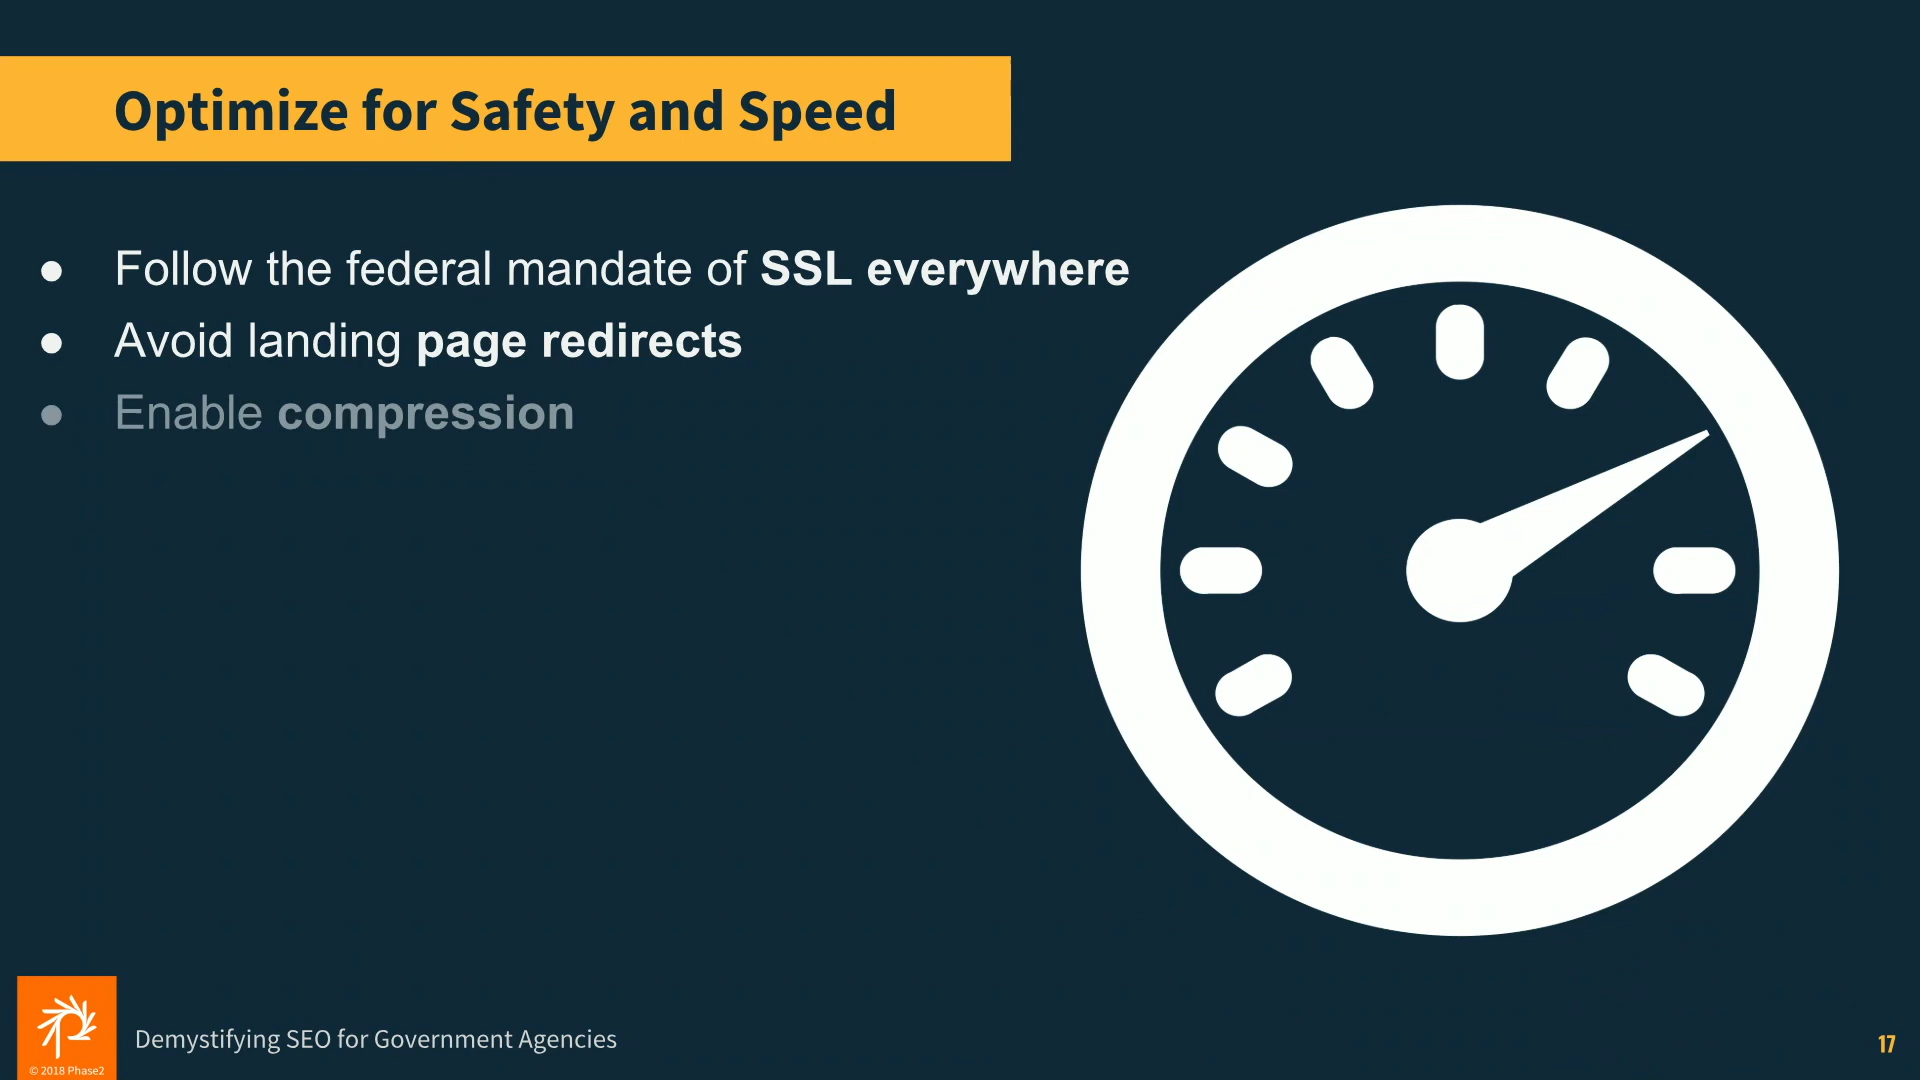 Optimize for Safety and Speed
● Follow the federal mandate of SSL everywhere
● Avoid landing page redirects
● Enable compression
Demystifying SEO for Government Agencies
© 2018 Phase2
17